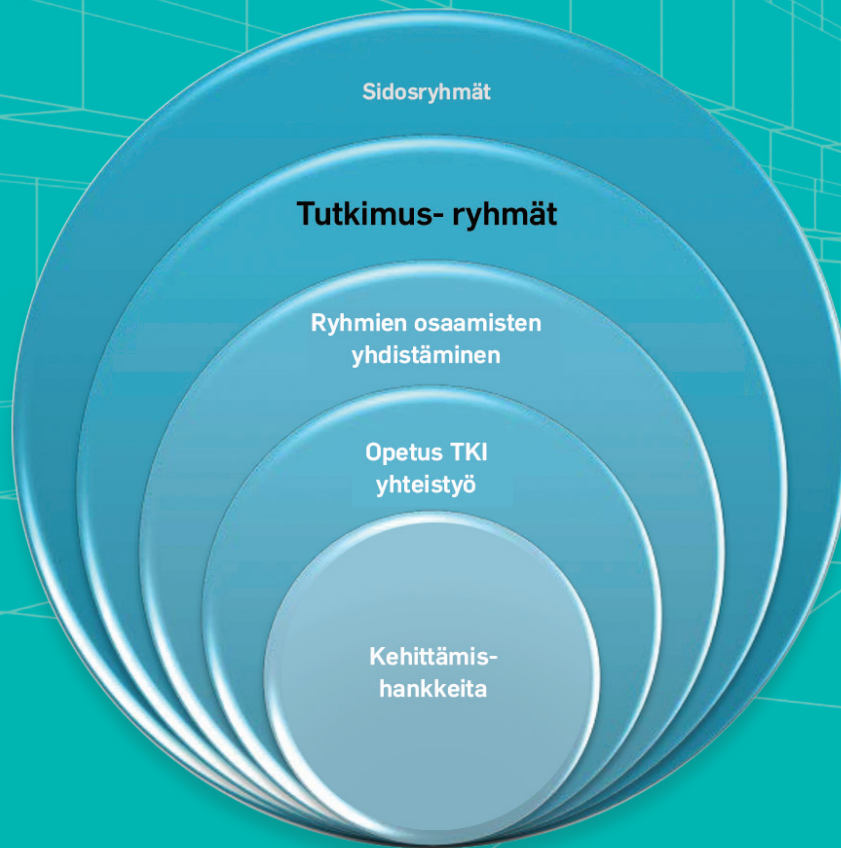 Sidosryhmät
Tutkimus- ryhmät
Ryhmien osaamisten
yhdistäminen
Opetus TKI
yhteistyö
Kehittämis-
hankkeita